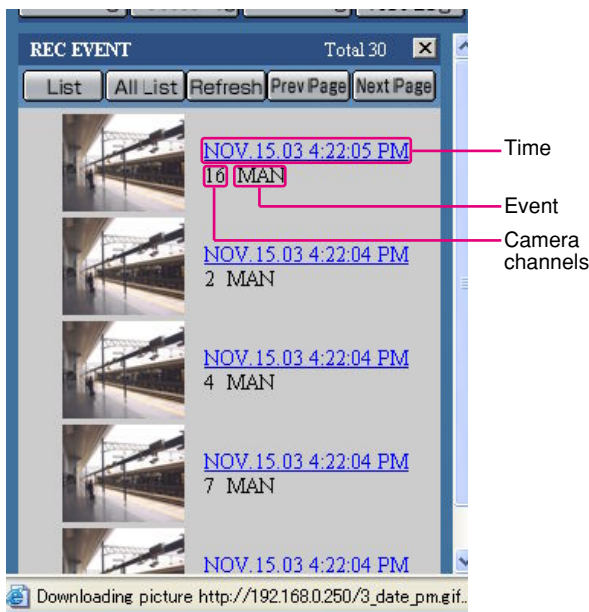 REC EVENT Total 30
List All List Refresh Prev Page Next Page
NOV.15.03 4:22:05 PM Time
16 MAN
Event
Camera
channels
NOV.15.03 4:22:04 PM
2 MAN
NOV.15.03 4:22:04 PM
4 MAN
NOV.15.03 4:22:04 PM
7 MAN
NOV.15.03 4:22:04 PM
Downloading picture http://192.168.0.250/3_date_pm.gif..